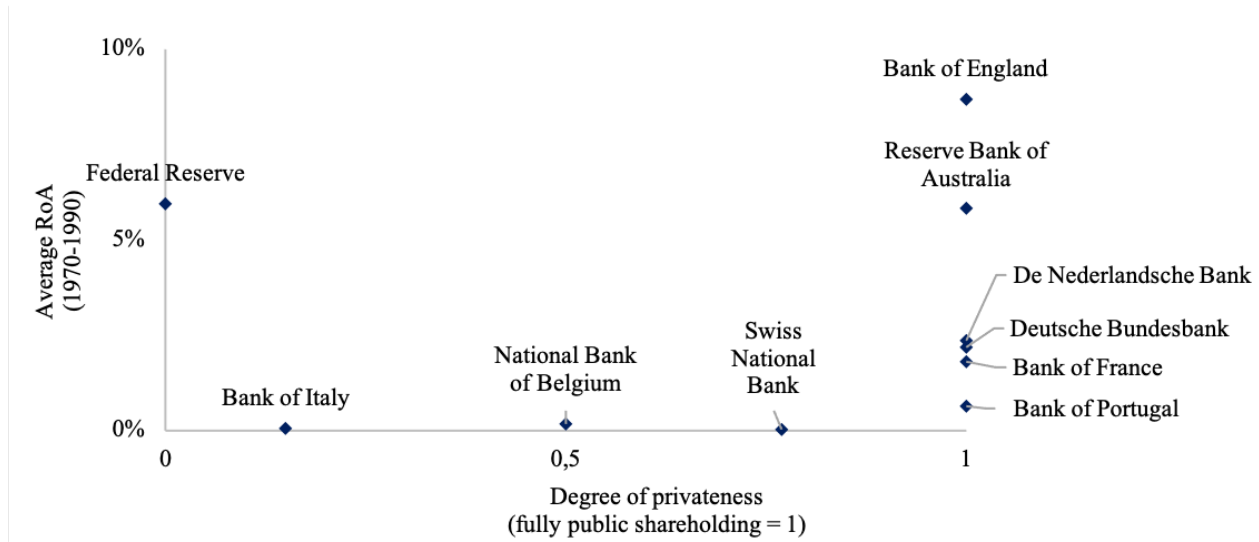 10%
Bank of England
Reserve Bank of
Australia
Federal Reserve
Average RoA
(1970-1990)
5%
De Nederlandsche Bank
Deutsche Bundesbank
Swiss
National
Bank
National Bank
of Belgium
Bank of France
Bank of Italy
Bank of Portugal
0%
0
0,5
1
Degree of privateness
(fully public shareholding = 1)